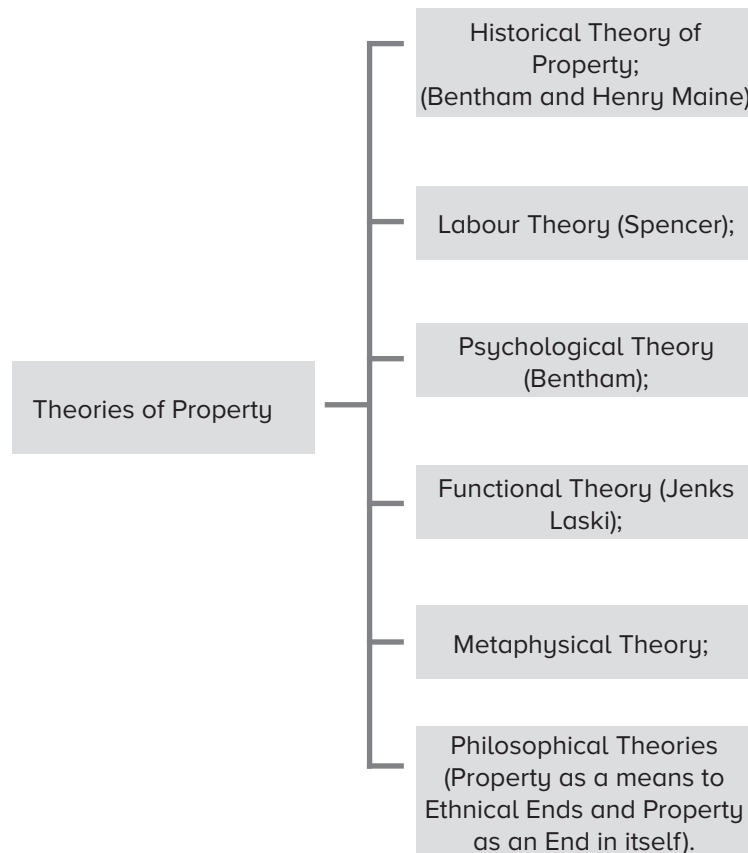 Theories of Property
Historical Theory of
Property;
(Bentham and Henry Maine)
Labour Theory (Spencer);
Psychological Theory
(Bentham);
Functional Theory (Jenks
Laski);
Metaphysical Theory;
Philosophical Theories
(Property as a means to
Ethnical Ends and Property
as an End in itself).